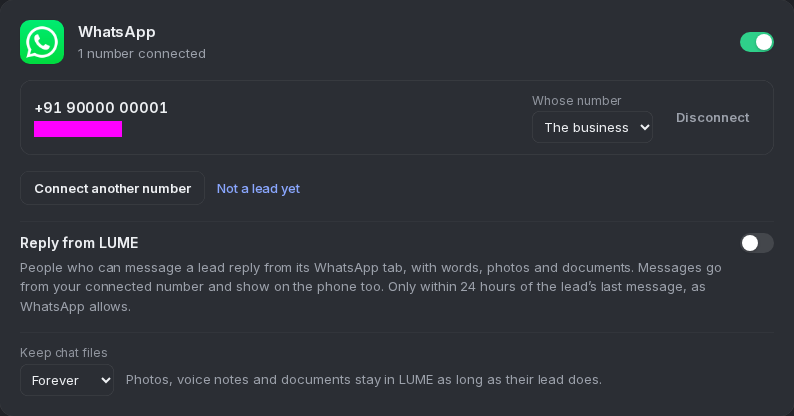 WhatsApp
1 number connected
+91 90000 00001
Whose number
The business
Disconnect
Connect another number
Not a lead yet
Reply from LUME
People who can message a lead reply from its WhatsApp tab, with words, photos and documents. Messages go
from your connected number and show on the phone too. Only within 24 hours of the lead’s last message, as
WhatsApp allows.
Keep chat files
Forever
Photos, voice notes and documents stay in LUME as long as their lead does.